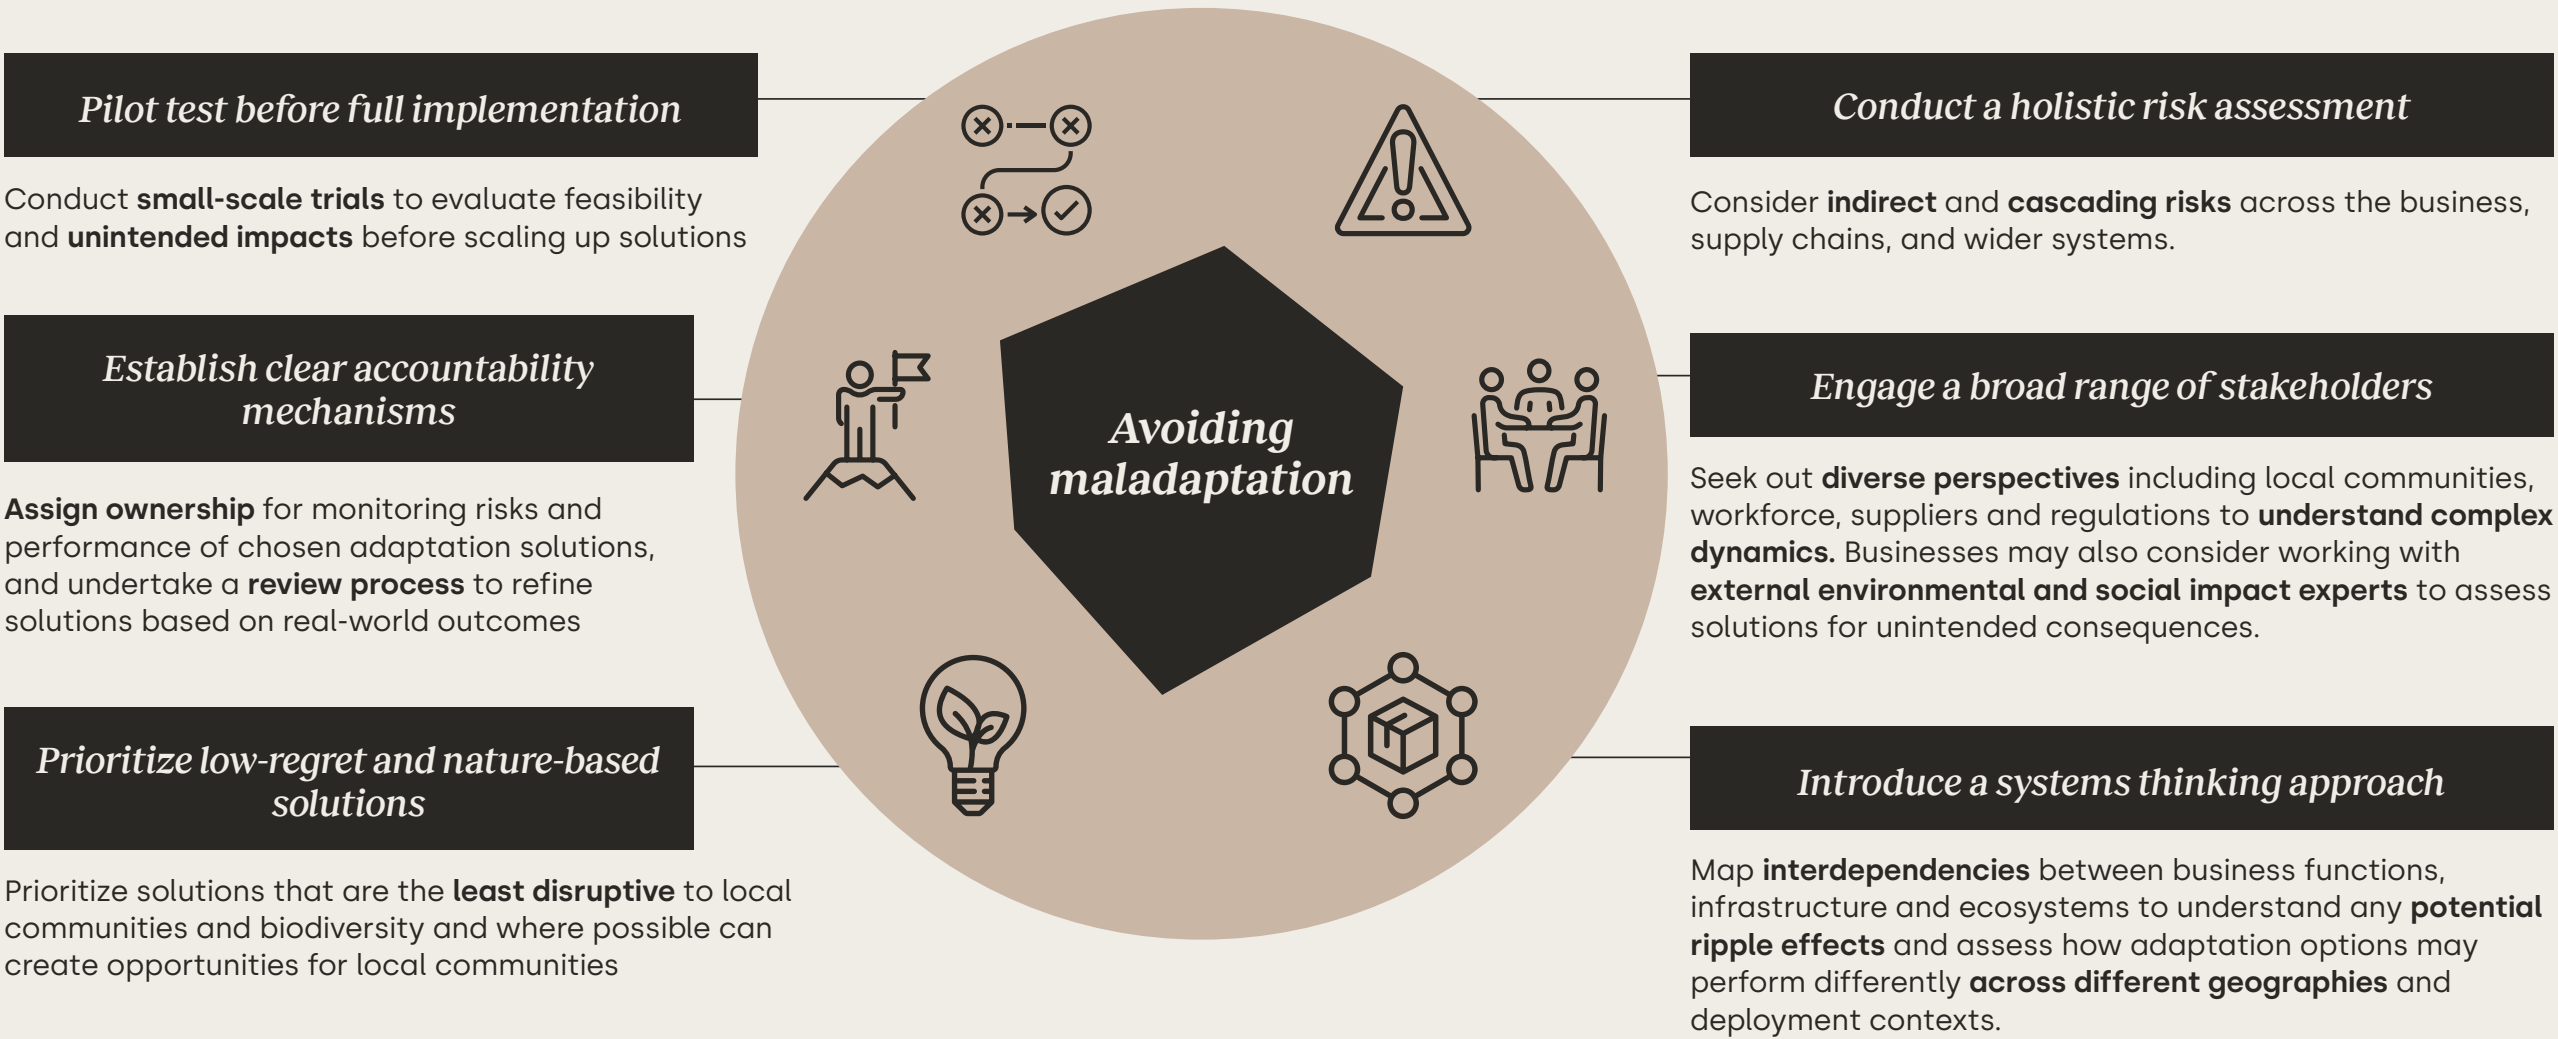 Pilot test before full implementation
Conduct small-scale trials to evaluate feasibility
and unintended impacts before scaling up solutions
Establish clear accountability
mechanisms
Assign ownership for monitoring risks and
performance of chosen adaptation solutions,
and undertake a review process to refine
solutions based on real-world outcomes
Prioritize low-regret and nature-based
solutions
Prioritize solutions that are the least disruptive to local
communities and biodiversity and where possible can
create opportunities for local communities
Avoiding
maladaptation
Conduct a holistic risk assessment
Consider indirect and cascading risks across the business,
supply chains, and wider systems.
Engage a broad range of stakeholders
Seek out diverse perspectives including local communities,
workforce, suppliers and regulations to understand complex
dynamics. Businesses may also consider working with
external environmental and social impact experts to assess
solutions for unintended consequences.
Introduce a systems thinking approach
Map interdependencies between business functions,
infrastructure and ecosystems to understand any potential
ripple effects and assess how adaptation options may
perform differently across different geographies and
deployment contexts.